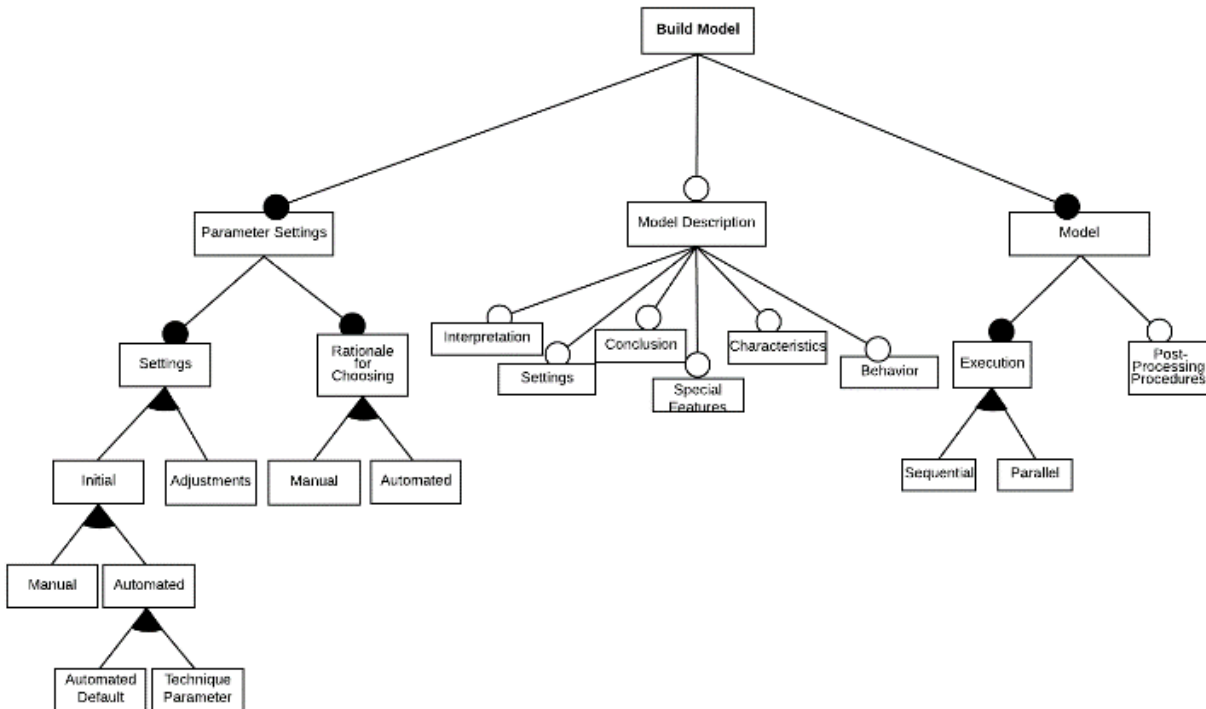 Build Model
Parameter Settings
Model Description
Model
Interpretation
Settings
Conclusion
Special
Features
Characteristics
Behavior
Settings
Rationale
for
Choosing
Execution
Post-
Processing
Procedures
Initial
Adjustments
Manual
Automated
Sequential
Parallel
Manual
Automated
Automated
Default
Technique
Parameter